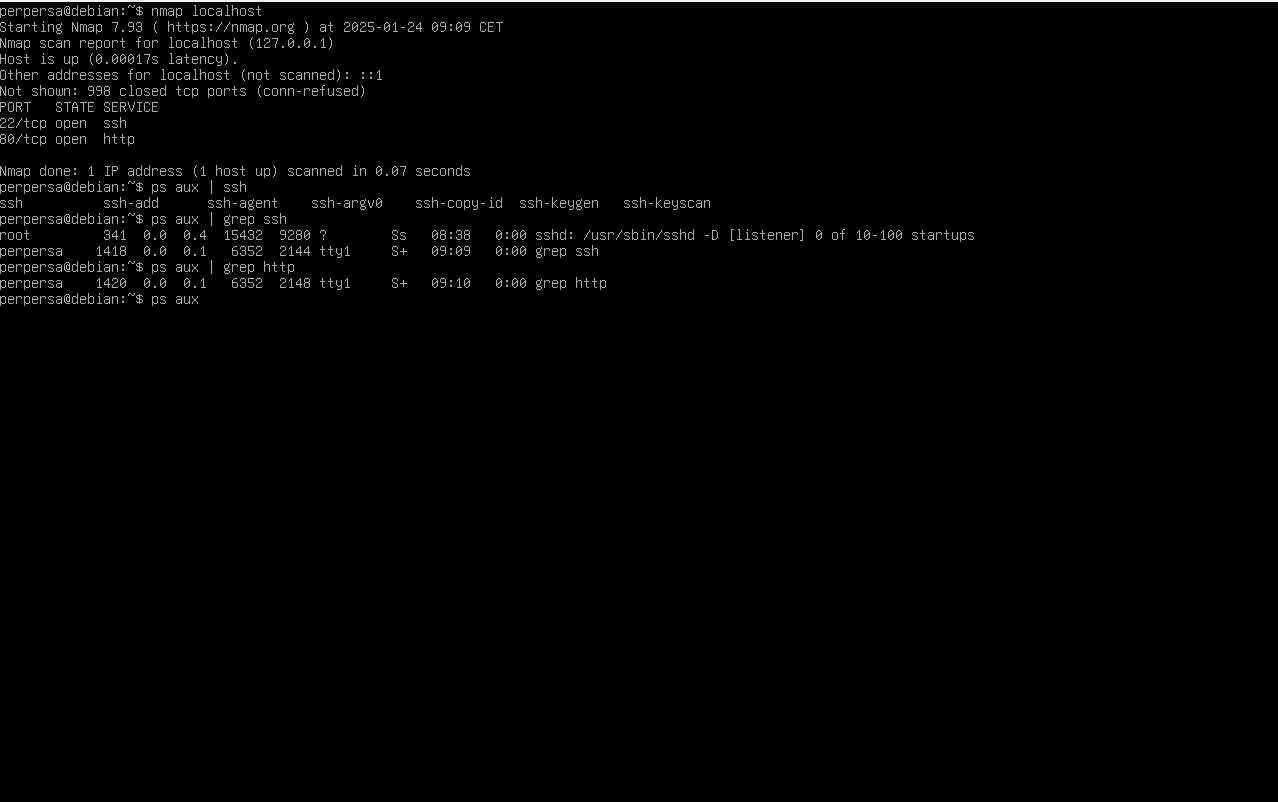 perpersa@debian:~$ nmap localhost
Starting Nmap 7.93 ( https://nmap.org ) at 2025-01-24 09:09 CET
Nmap scan report for localhost (127.0.0.1)
Host is up (0.00017s latency).
Other addresses for localhost (not scanned): ::1
Not shown: 998 closed tcp ports (conn-refused)
PORT   STATE SERVICE
22/tcp open  ssh
80/tcp open  http

Nmap done: 1 IP address (1 host up) scanned in 0.07 seconds
perpersa@debian:~$ ps aux | ssh
ssh          ssh-add      ssh-agent    ssh-argv0    ssh-copy-id  ssh-keygen   ssh-keyscan
perpersa@debian:~$ ps aux | grep ssh
root         341  0.0  0.4  15432  9280 ?        Ss   08:38   0:00 sshd: /usr/sbin/sshd -D [listener] 0 of 10-100 startups
perpersa    1418  0.0  0.1   6352  2144 tty1     S+   09:09   0:00 grep ssh
perpersa@debian:~$ ps aux | grep http
perpersa    1420  0.0  0.1   6352  2148 tty1     S+   09:10   0:00 grep http
perpersa@debian:~$ ps aux